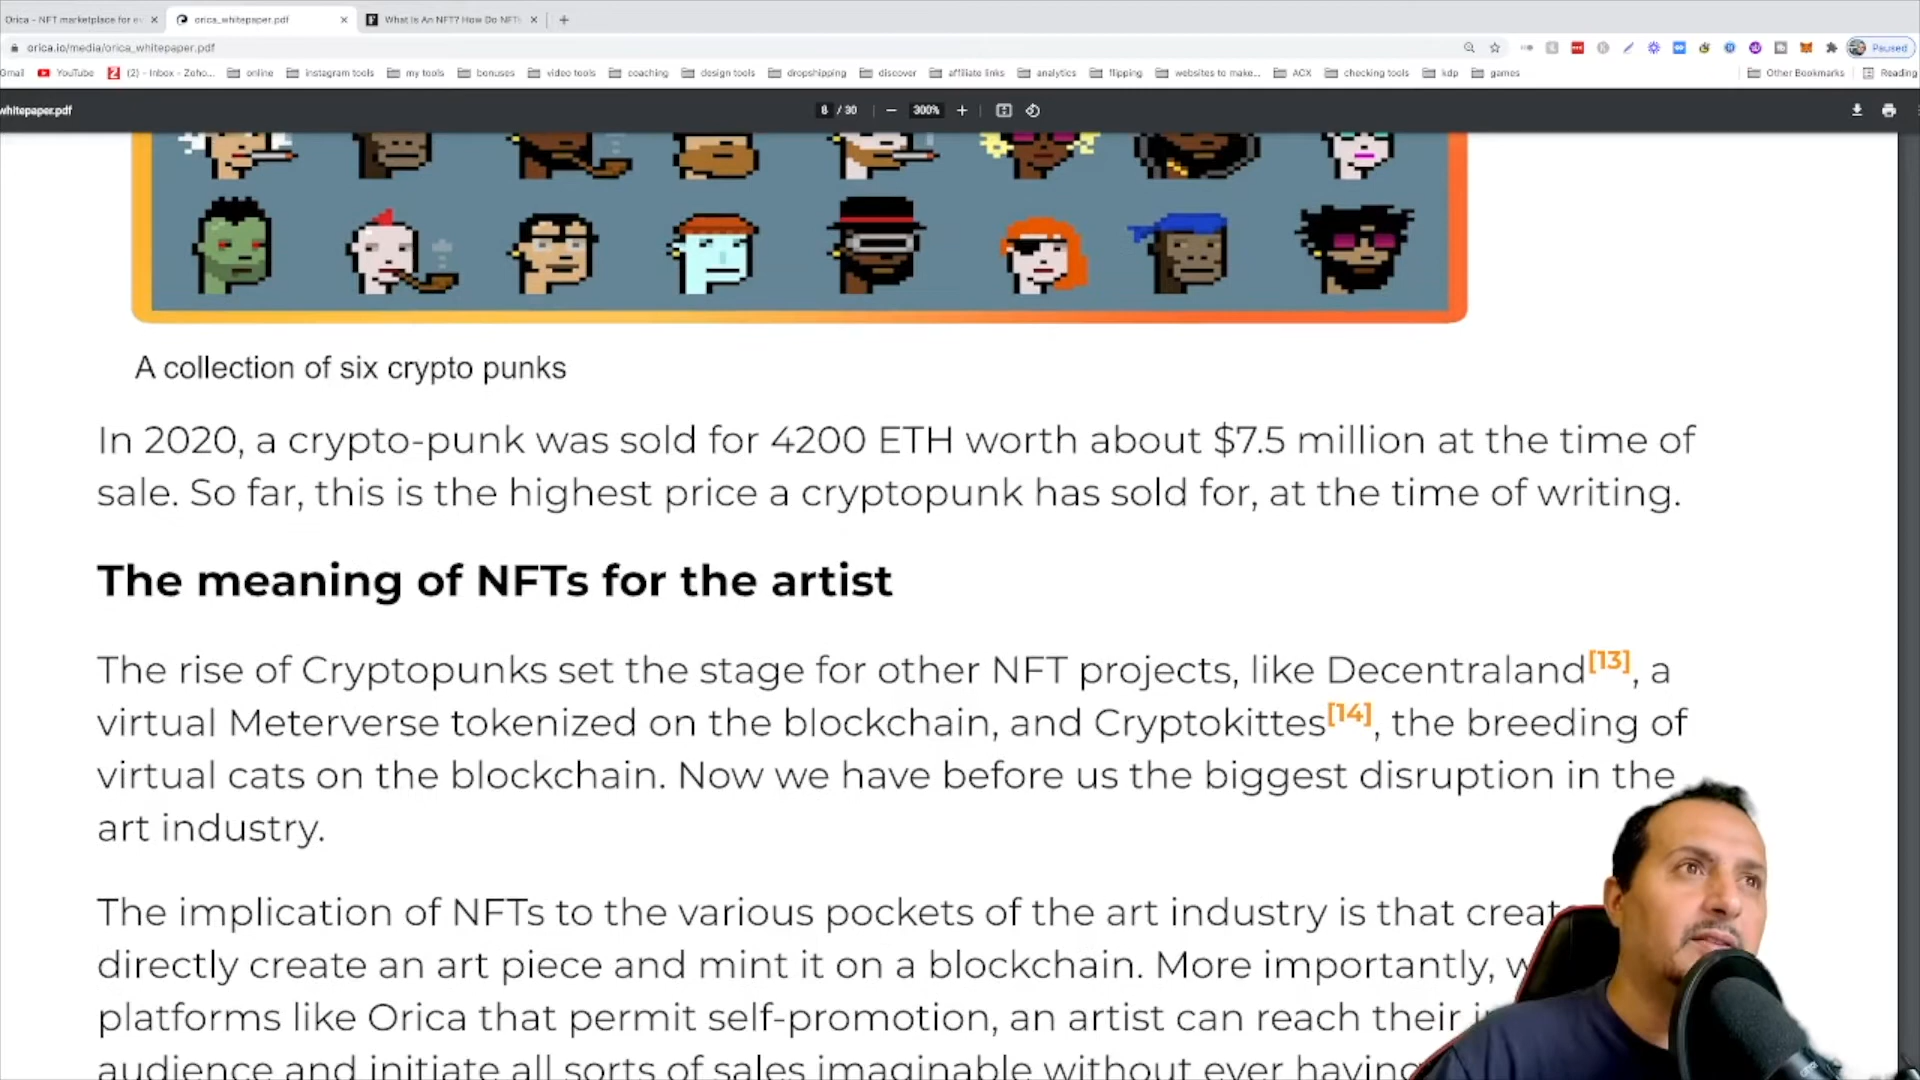 Orica - NFT marketplace for e
orica_whitepaper.pdf
What Is An NFT? How Do NFTs
orica.io/media/orica_whitepaper.pdf
Paused
Gmail
YouTube
(2) - Inbox - Zoho...
online
instagram tools
my tools
bonuses
video tools
coaching
design tools
dropshipping
discover
affiliate links
analytics
flipping
websites to make...
ACX
checking tools
kdp
games
Other Bookmarks
Reading
whitepaper.pdf
8 / 30
300%
A collection of six crypto punks
In 2020, a crypto-punk was sold for 4200 ETH worth about $7.5 million at the time of
sale. So far, this is the highest price a cryptopunk has sold for, at the time of writing.
The meaning of NFTs for the artist
The rise of Cryptopunks set the stage for other NFT projects, like Decentraland[13], a
virtual Meterverse tokenized on the blockchain, and Cryptokittes[14], the breeding of
virtual cats on the blockchain. Now we have before us the biggest disruption in the
art industry.
The implication of NFTs to the various pockets of the art industry is that creat
directly create an art piece and mint it on a blockchain. More importantly, w
platforms like Orica that permit self-promotion, an artist can reach their i
audience and initiate all sorts of sales imaginable without ever having